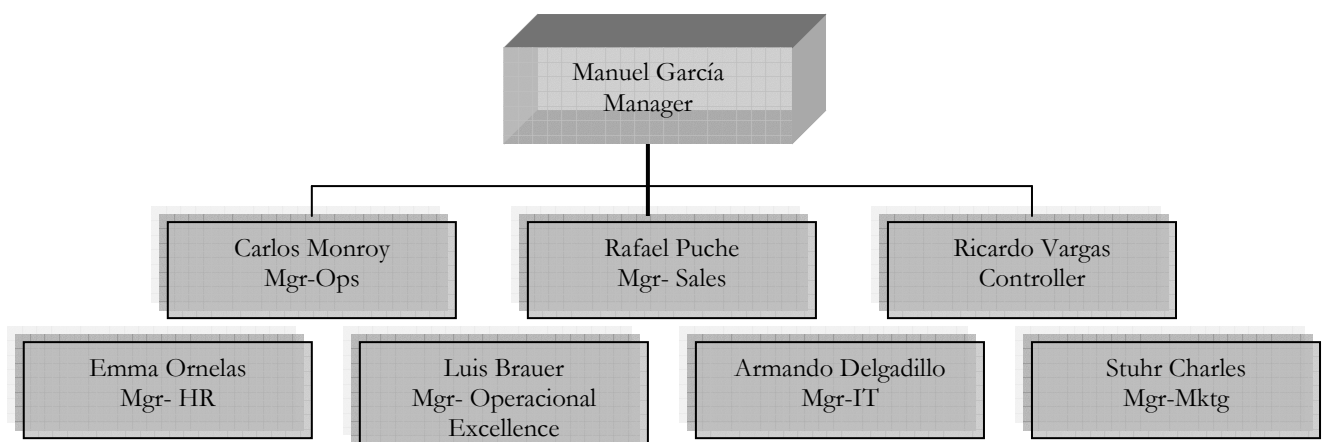 Manuel García
Manager
Carlos Monroy
Mgr-Ops
Rafael Puche
Mgr- Sales
Ricardo Vargas
Controller
Emma Ornelas
Mgr- HR
Luis Brauer
Mgr- Operacional
Excellence
Armando Delgadillo
Mgr-IT
Stuhr Charles
Mgr-Mktg